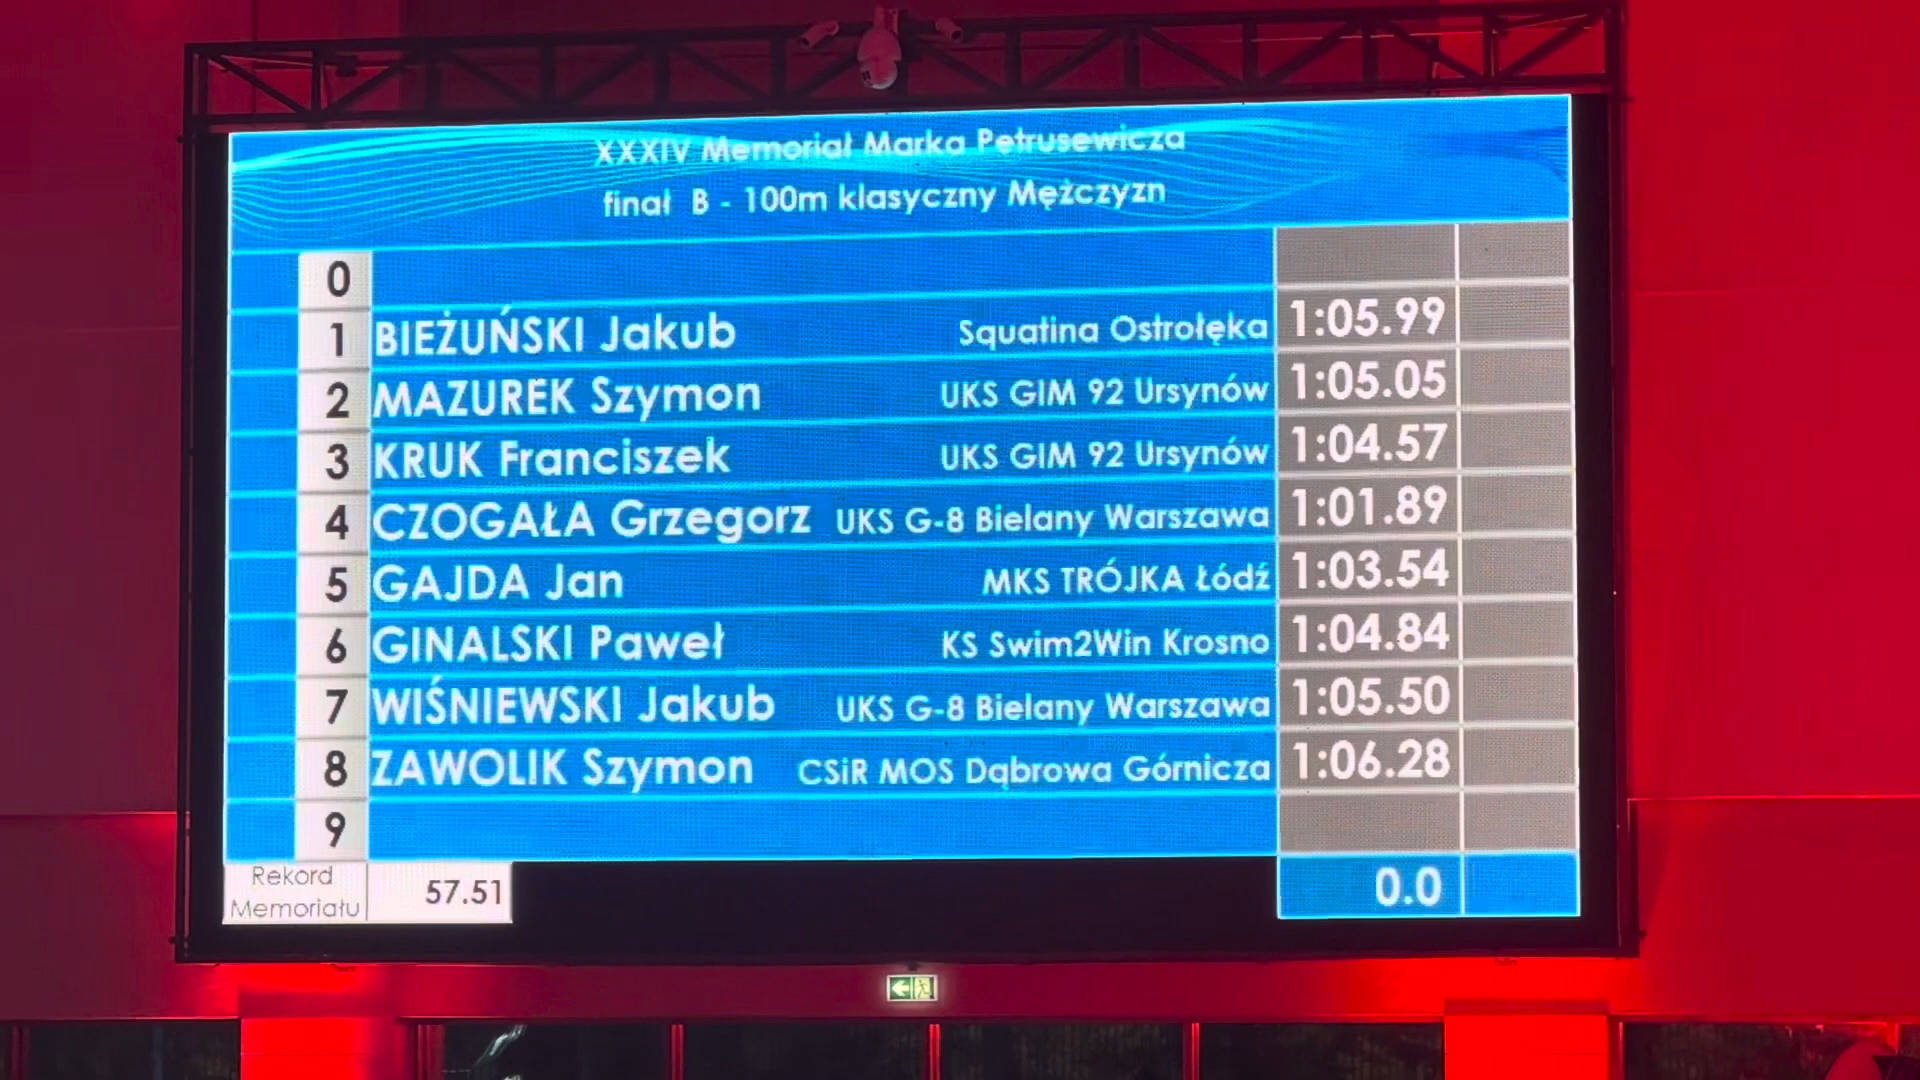 XXXIV Memoriał Marka Petrusewicza
finał B - 100m klasyczny Mężczyzn
0
1 BIEŻUŃSKI Jakub Squatina Ostrołęka 1:05.99
2 MAZUREK Szymon UKS GIM 92 Ursynów 1:05.05
3 KRUK Franciszek UKS GIM 92 Ursynów 1:04.57
4 CZOGAŁA Grzegorz UKS G-8 Bielany Warszawa 1:01.89
5 GAJDA Jan MKS TRÓJKA Łódź 1:03.54
6 GINALSKI Paweł KS Swim2Win Krosno 1:04.84
7 WIŚNIEWSKI Jakub UKS G-8 Bielany Warszawa 1:05.50
8 ZAWOLIK Szymon CSiR MOS Dąbrowa Górnicza 1:06.28
9
Rekord
Memoriału 57.51 0.0